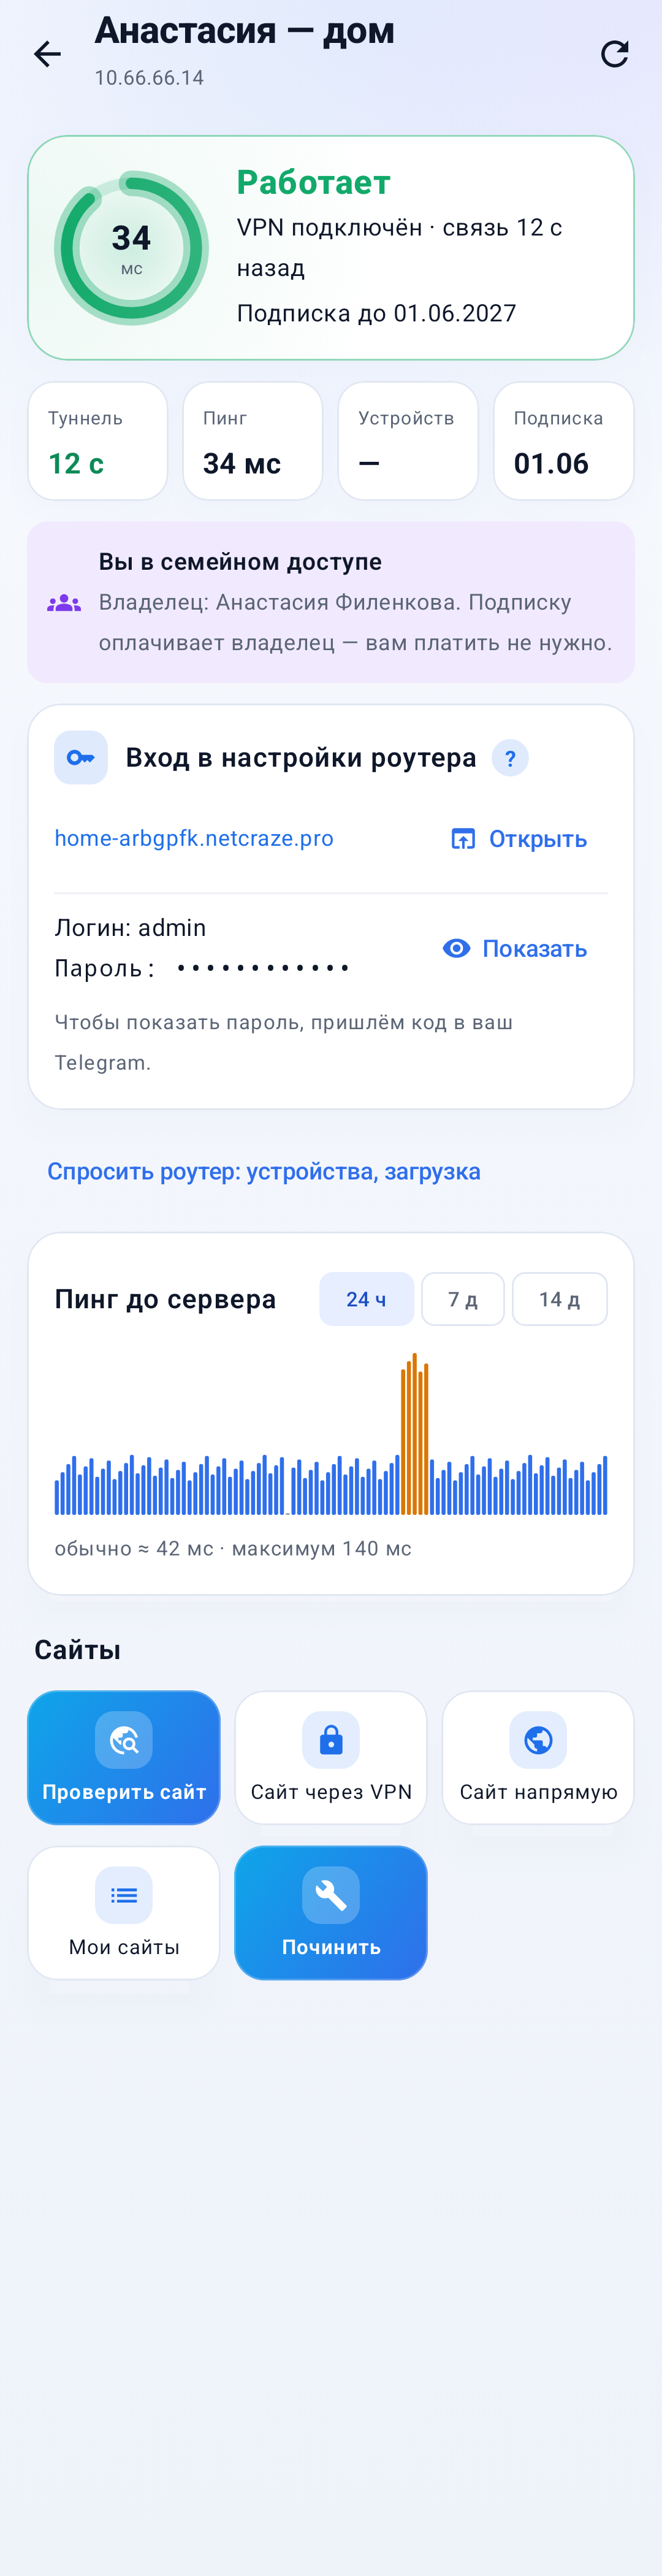 Анастасия — дом
10.66.66.14
34
мс
Работает
VPN подключён · связь 12 с
назад
Подписка до 01.06.2027
Туннель
12 с
Пинг
34 мс
Устройств
—
Подписка
01.06
Вы в семейном доступе
Владелец: Анастасия Филенкова. Подписку
оплачивает владелец — вам платить не нужно.
Вход в настройки роутера ?
home-arbgpfk.netcraze.pro
Открыть
Логин: admin
Пароль: ••••••••••••
Показать
Чтобы показать пароль, пришлём код в ваш
Telegram.
Спросить роутер: устройства, загрузка
Пинг до сервера
24 ч
7 д
14 д
обычно ≈ 42 мс · максимум 140 мс
Сайты
Проверить сайт
Сайт через VPN
Сайт напрямую
Мои сайты
Починить